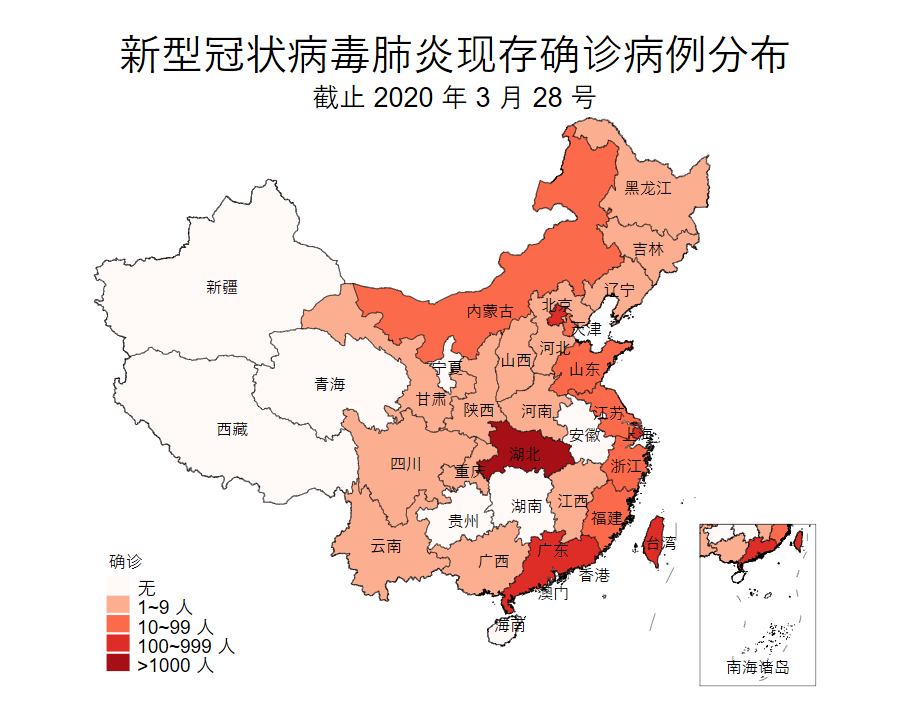 新型冠状病毒肺炎现存确诊病例分布
截止 2020 年 3 月 28 号
黑龙江
吉林
辽宁
新疆
内蒙古
北京
天津
河北
山西
宁夏
山东
青海
甘肃
陕西
河南
江苏
西藏
安徽
上海
四川
重庆
湖北
浙江
湖南
江西
贵州
福建
云南
广西
广东
台湾
香港
澳门
海南
确诊
无
1~9 人
10~99 人
100~999 人
>1000 人
南海诸岛